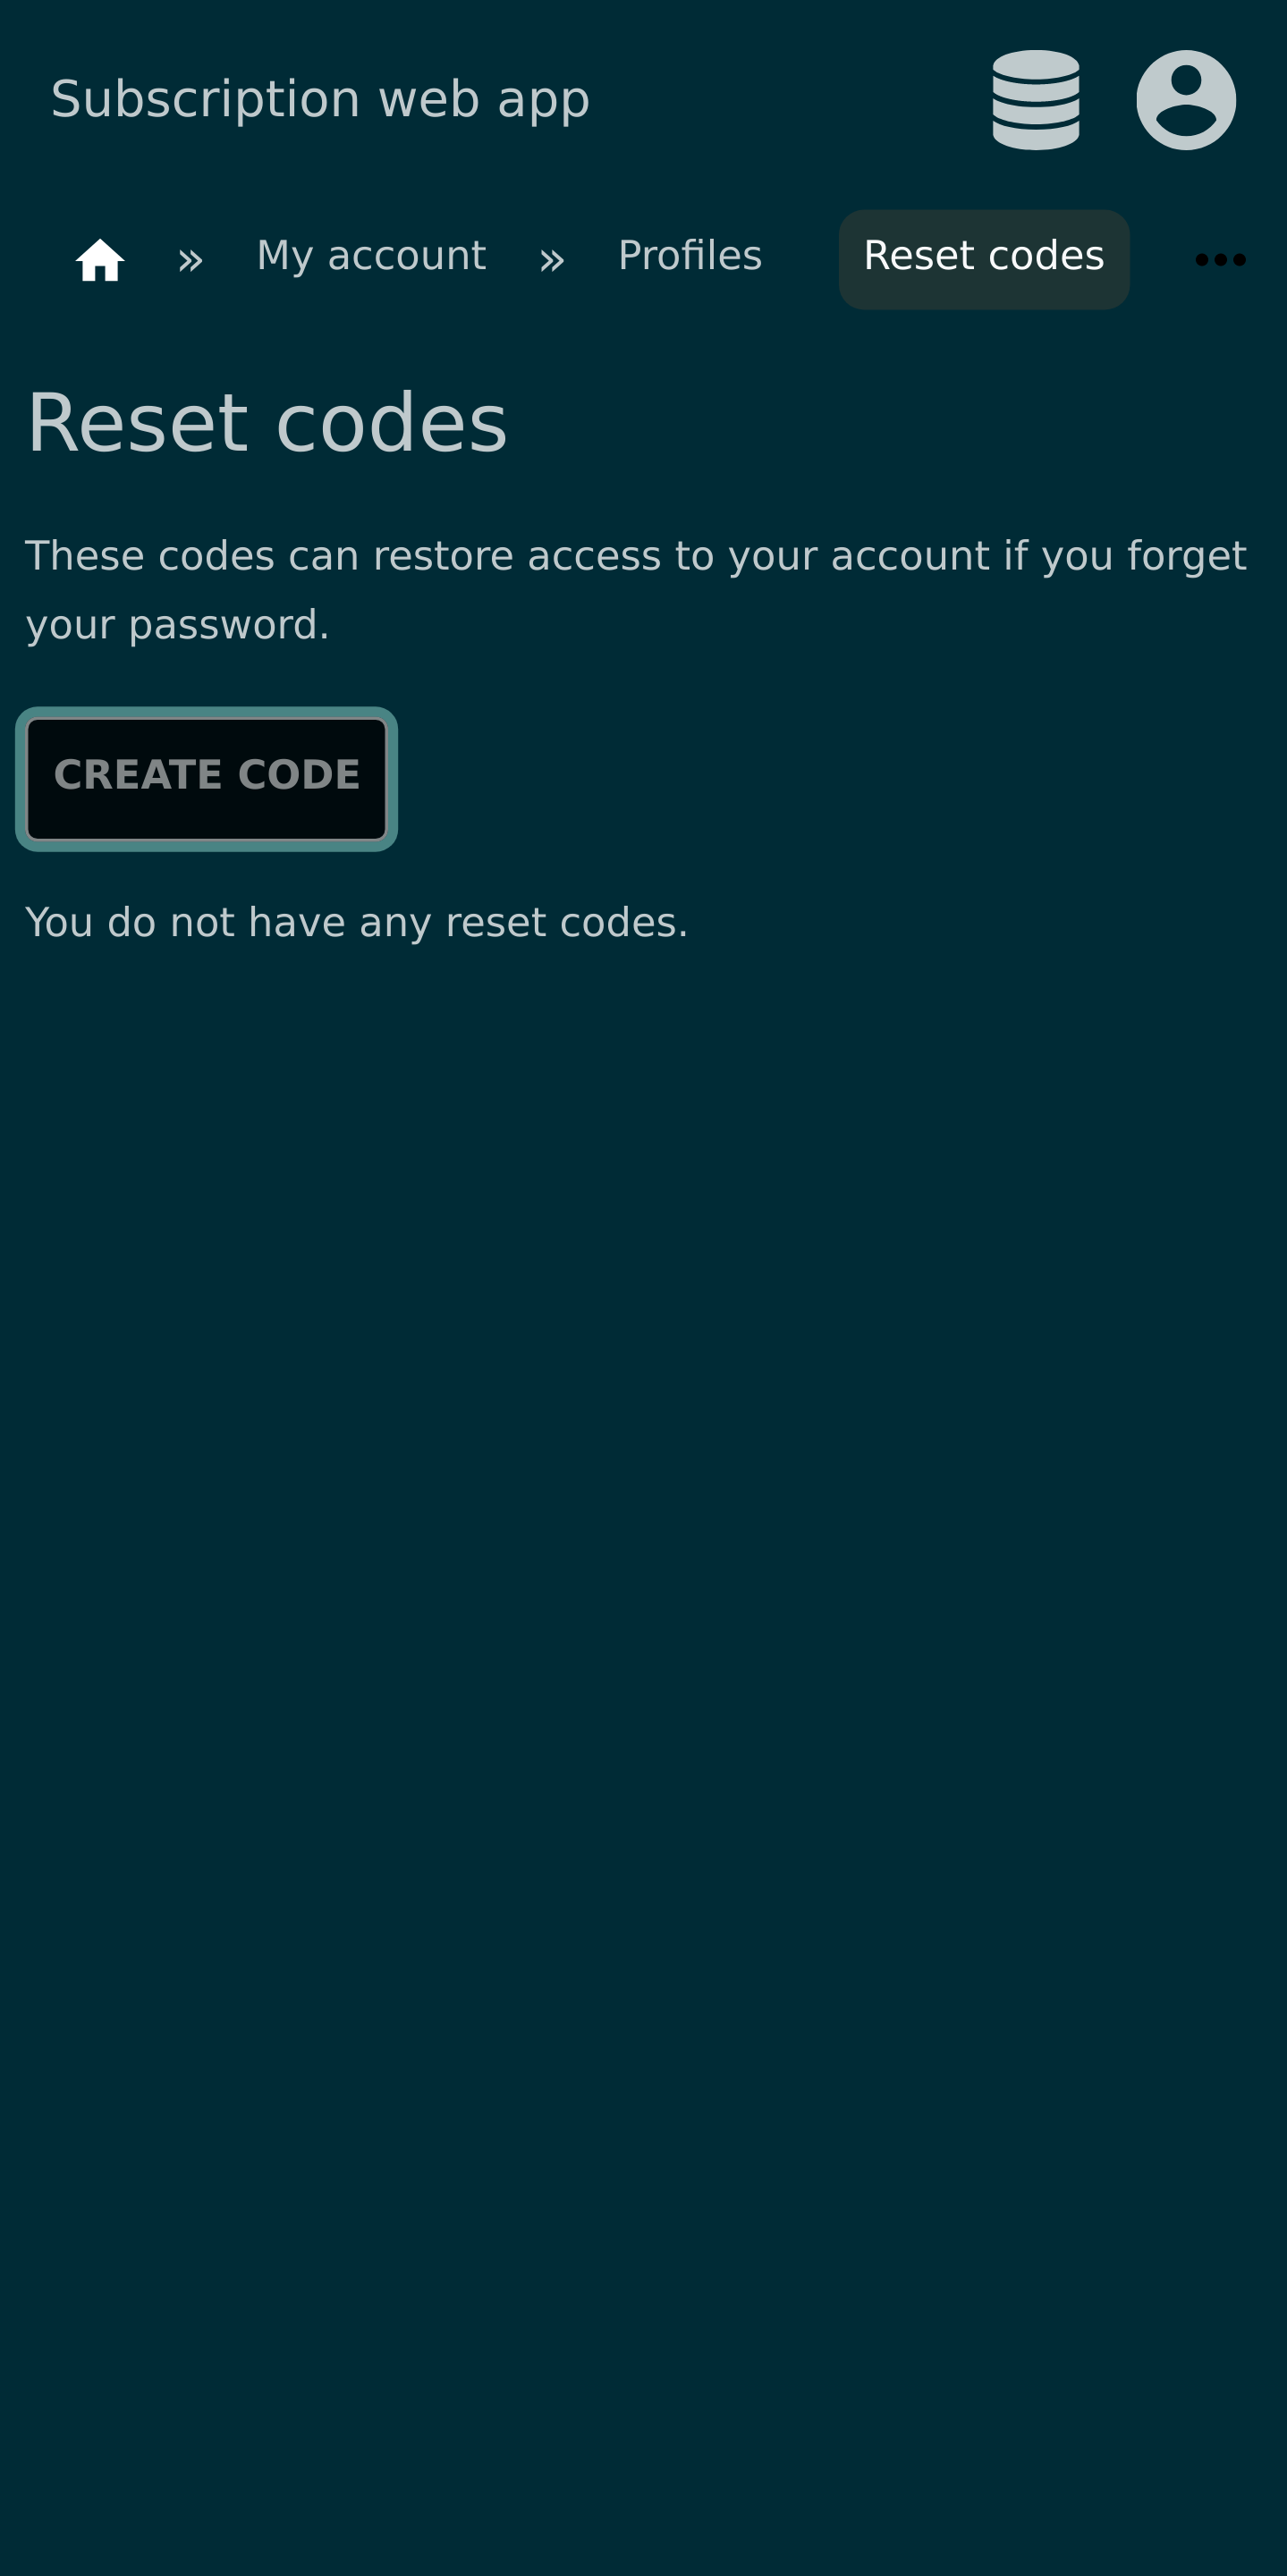 Subscription web app
» My account » Profiles Reset codes
Reset codes
These codes can restore access to your account if you forget
your password.
CREATE CODE
You do not have any reset codes.